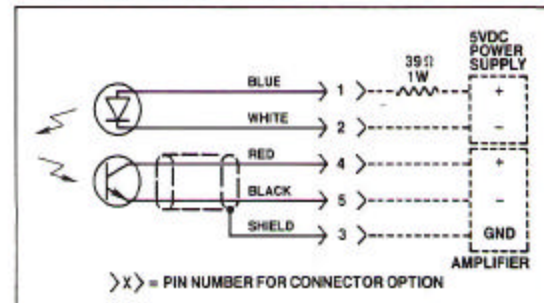 5VDC
POWER
SUPPLY
39Ω
1W
BLUE
1
+
WHITE
2
−
RED
4
+
BLACK
5
−
SHIELD
3
GND
AMPLIFIER
>X> = PIN NUMBER FOR CONNECTOR OPTION